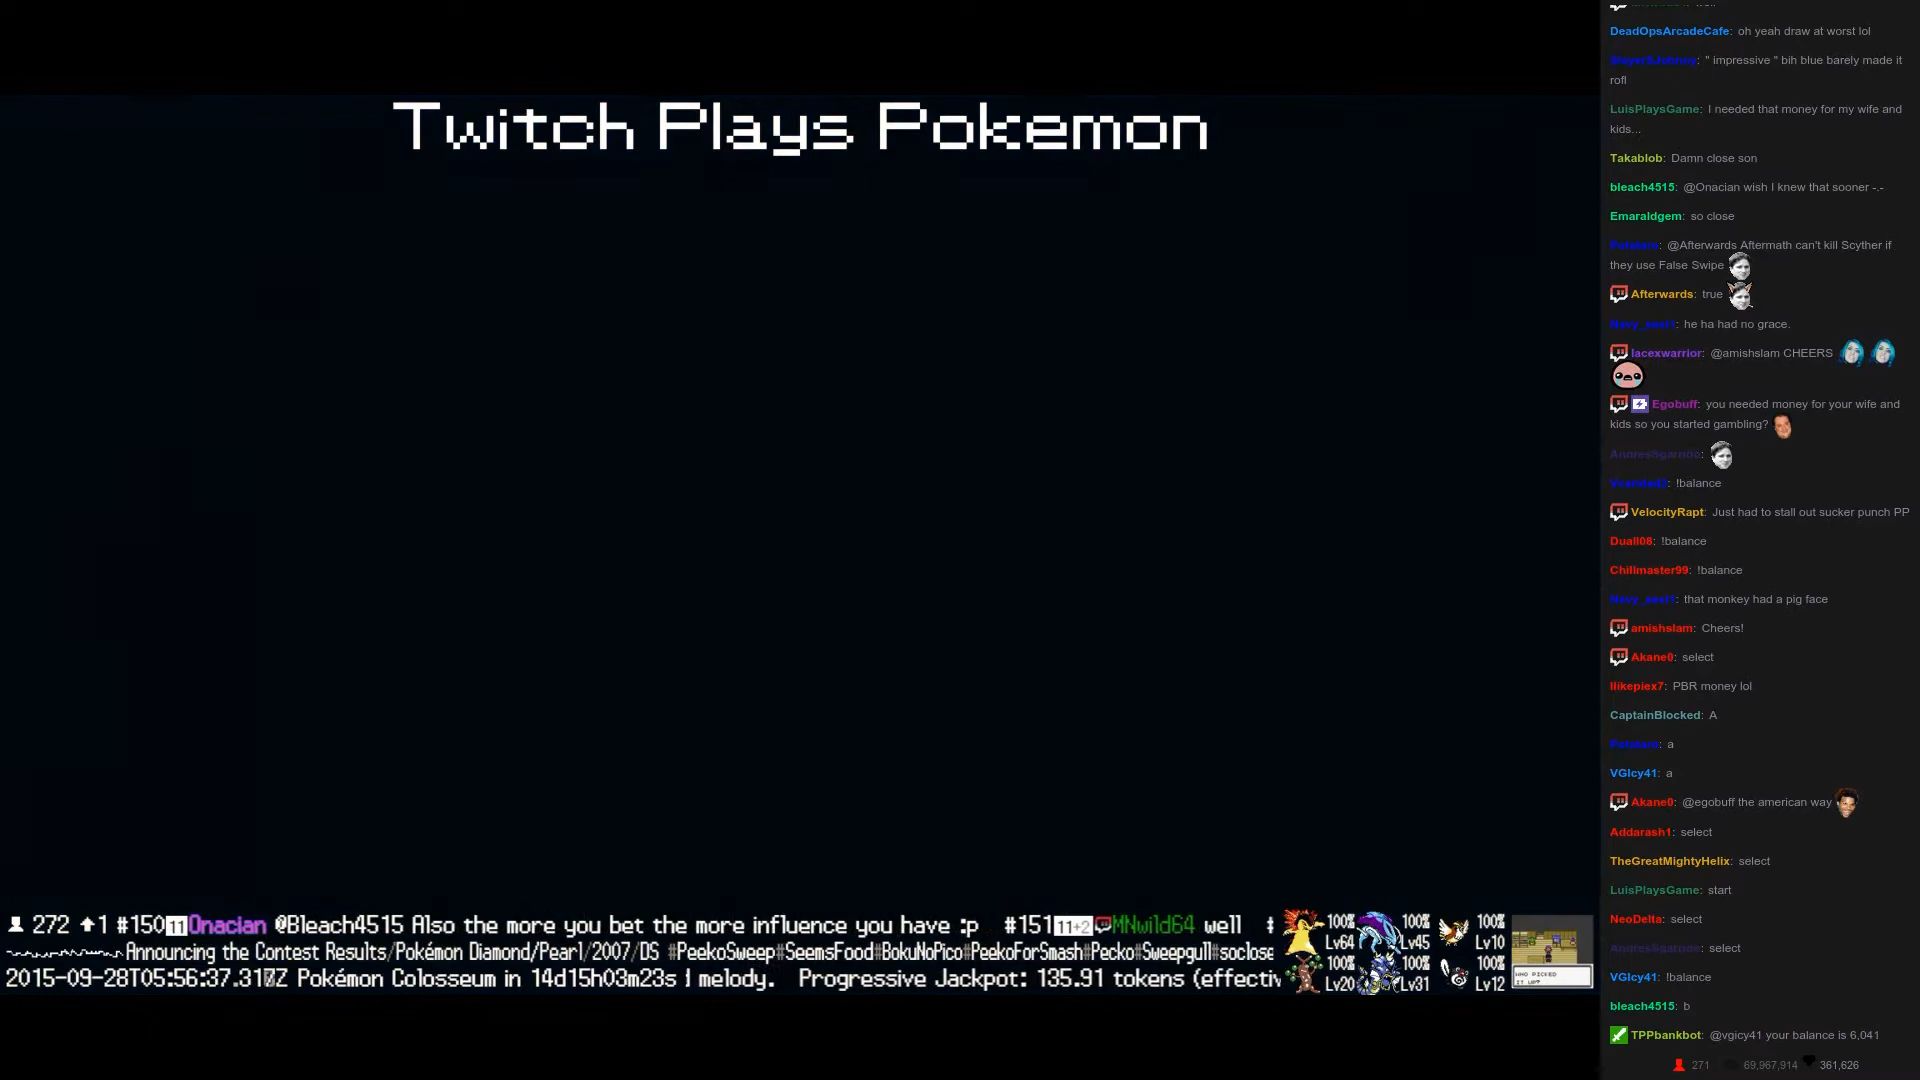 Twitch Plays Pokemon
DeadOpsArcadeCafe: oh yeah draw at worst lol
" impressive " bih blue barely made it
rofl
LuisPlaysGame: I needed that money for my wife and
kids...
Takablob: Damn close son
bleach4515: @Onacian wish I knew that sooner -.-
Emaraldgem: so close
@Afterwards Aftermath can't kill Scyther if
they use False Swipe
Afterwards: true
he ha had no grace.
lacexwarrior: @amishslam CHEERS
Egobuff: you needed money for your wife and
kids so you started gambling?
!balance
VelocityRapt: Just had to stall out sucker punch PP
Duall08: !balance
Chillmaster99: !balance
that monkey had a pig face
amishslam: Cheers!
Akane0: select
Ilikepiex7: PBR money lol
CaptainBlocked: A
a
VGIcy41: a
Akane0: @egobuff the american way
Addarash1: select
TheGreatMightyHelix: select
LuisPlaysGame: start
NeoDelta: select
select
VGIcy41: !balance
bleach4515: b
TPPbankbot: @vgicy41 your balance is 6,041
271 69,967,914 361,626
272 1 #150 11 Onacian @Bleach4515 Also the more you bet the more influence you have :p #151 11+2 MNwild64 well
Announcing the Contest Results/Pokémon Diamond/Pearl/2007/DS #PeekoSweep#SeemsFood#BokuNoPico#PeekoForSmash#Pecko#Sweepgull#soclose
Pokémon Colosseum in 14d15h03m23s melody. Progressive Jackpot: 135.91 tokens (effectiv
100% 100% 100%
Lv64 Lv45 Lv10
100% 100% 100%
Lv20 Lv31 Lv12
WHO PICKED
IT UP?